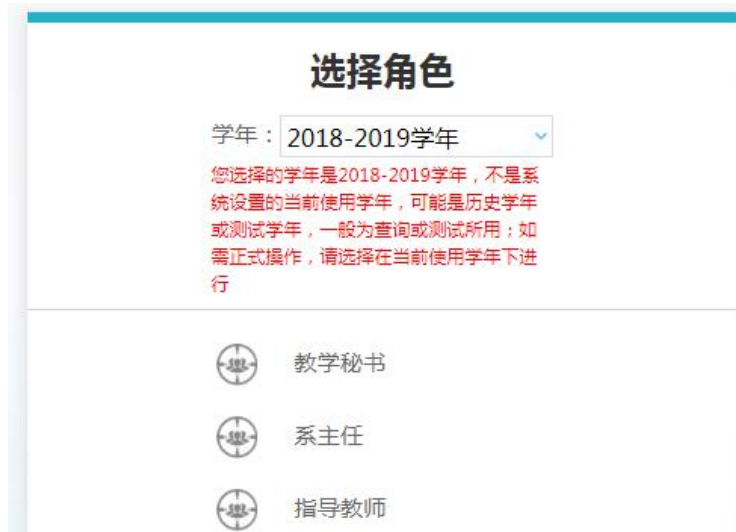 选择角色
学年：2018-2019学年
您选择的学年是2018-2019学年，不是系
统设置的当前使用学年，可能是历史学年
或测试学年，一般为查询或测试所用；如
需正式操作，请选择在当前使用学年下进
行
教学秘书
系主任
指导教师